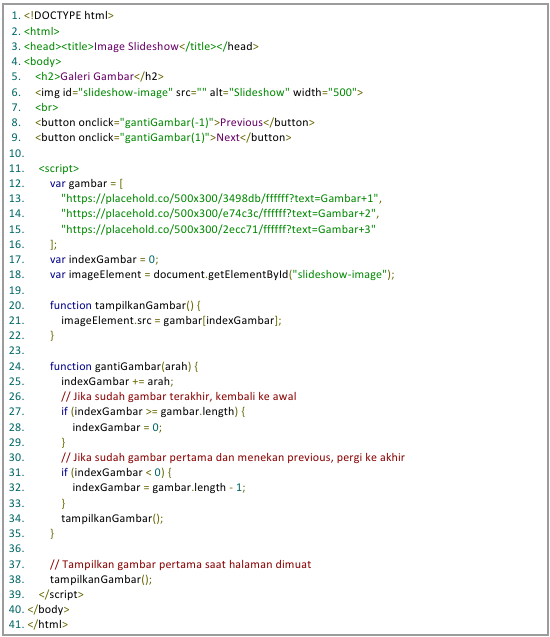 1. <!DOCTYPE html>
2. <html>
3. <head><title>Image Slideshow</title></head>
4. <body>
5.    <h2>Galeri Gambar</h2>
6.    <img id="slideshow-image" src="" alt="Slideshow" width="500">
7.    <br>
8.    <button onclick="gantiGambar(-1)">Previous</button>
9.    <button onclick="gantiGambar(1)">Next</button>
10.
11.     <script>
12.        var gambar = [
13.            "https://placehold.co/500x300/3498db/ffffff?text=Gambar+1",
14.            "https://placehold.co/500x300/e74c3c/ffffff?text=Gambar+2",
15.            "https://placehold.co/500x300/2ecc71/ffffff?text=Gambar+3"
16.        ];
17.        var indexGambar = 0;
18.        var imageElement = document.getElementById("slideshow-image");
19.
20.        function tampilkanGambar() {
21.            imageElement.src = gambar[indexGambar];
22.        }
23.
24.        function gantiGambar(arah) {
25.            indexGambar += arah;
26.            // Jika sudah gambar terakhir, kembali ke awal
27.            if (indexGambar >= gambar.length) {
28.                indexGambar = 0;
29.            }
30.            // Jika sudah gambar pertama dan menekan previous, pergi ke akhir
31.            if (indexGambar < 0) {
32.                indexGambar = gambar.length - 1;
33.            }
34.            tampilkanGambar();
35.        }
36.
37.        // Tampilkan gambar pertama saat halaman dimuat
38.        tampilkanGambar();
39.     </script>
40. </body>
41. </html>